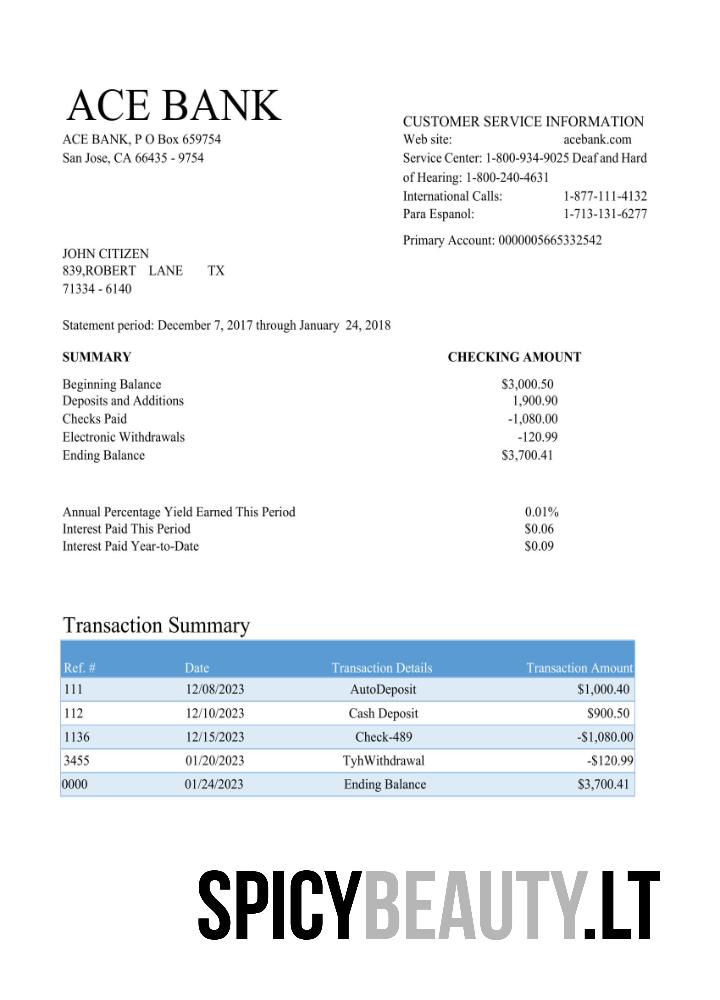 ACE BANK
ACE BANK, P O Box 659754
San Jose, CA 66435 - 9754
CUSTOMER SERVICE INFORMATION
Web site: acebank.com
Service Center: 1-800-934-9025 Deaf and Hard
of Hearing: 1-800-240-4631
International Calls: 1-877-111-4132
Para Espanol: 1-713-131-6277
Primary Account: 0000005665332542
JOHN CITIZEN
839,ROBERT LANE TX
71334 - 6140
Statement period: December 7, 2017 through January 24, 2018
SUMMARY CHECKING AMOUNT
Beginning Balance $3,000.50
Deposits and Additions 1,900.90
Checks Paid -1,080.00
Electronic Withdrawals -120.99
Ending Balance $3,700.41
Annual Percentage Yield Earned This Period 0.01%
Interest Paid This Period $0.06
Interest Paid Year-to-Date $0.09
Transaction Summary
Ref. # Date Transaction Details Transaction Amount
111 12/08/2023 AutoDeposit $1,000.40
112 12/10/2023 Cash Deposit $900.50
1136 12/15/2023 Check-489 -$1,080.00
3455 01/20/2023 TyhWithdrawal -$120.99
0000 01/24/2023 Ending Balance $3,700.41
SPICYBEAUTY.LT